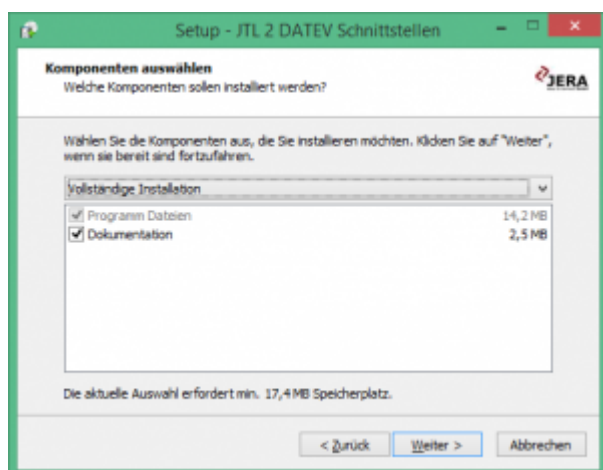 Setup - JTL 2 DATEV Schnittstellen
Komponenten auswählen
Welche Komponenten sollen installiert werden?
JERA
Wählen Sie die Komponenten aus, die Sie installieren möchten. Klicken Sie auf "Weiter",
wenn sie bereit sind fortzufahren.
Vollständige Installation
Programm Dateien 14,2 MB
Dokumentation 2,5 MB
Die aktuelle Auswahl erfordert min. 17,4 MB Speicherplatz.
< Zurück Weiter > Abbrechen